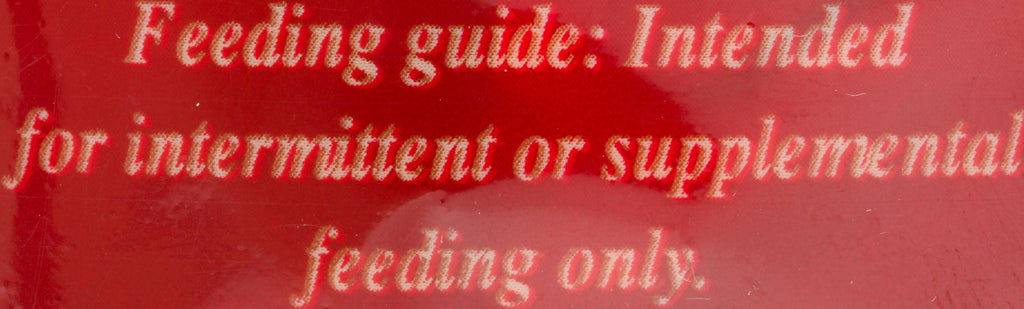 Feeding guide: Intended
for intermittent or supplemental
feeding only.